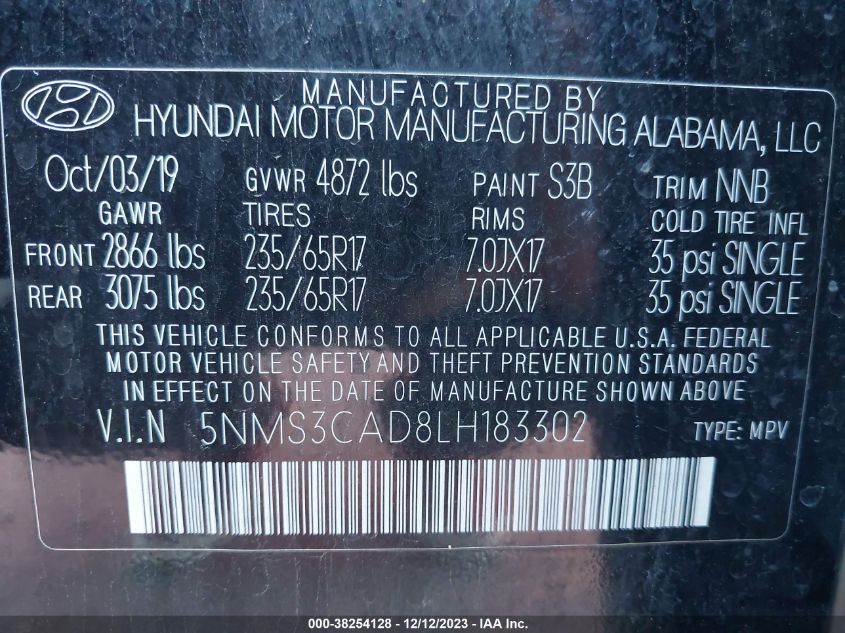 MANUFACTURED BY
HYUNDAI MOTOR MANUFACTURING ALABAMA, LLC
Oct/03/19 GVWR 4872 lbs PAINT S3B TRIM NNB
GAWR TIRES RIMS COLD TIRE INFL
FRONT 2866 lbs 235/65R17 7.0JX17 35 psi SINGLE
REAR 3075 lbs 235/65R17 7.0JX17 35 psi SINGLE
THIS VEHICLE CONFORMS TO ALL APPLICABLE U.S.A. FEDERAL
MOTOR VEHICLE SAFETY AND THEFT PREVENTION STANDARDS
IN EFFECT ON THE DATE OF MANUFACTURE SHOWN ABOVE
V.I.N 5NMS3CAD8LH183302 TYPE: MPV
000-38254128 - 12/12/2023 - IAA Inc.